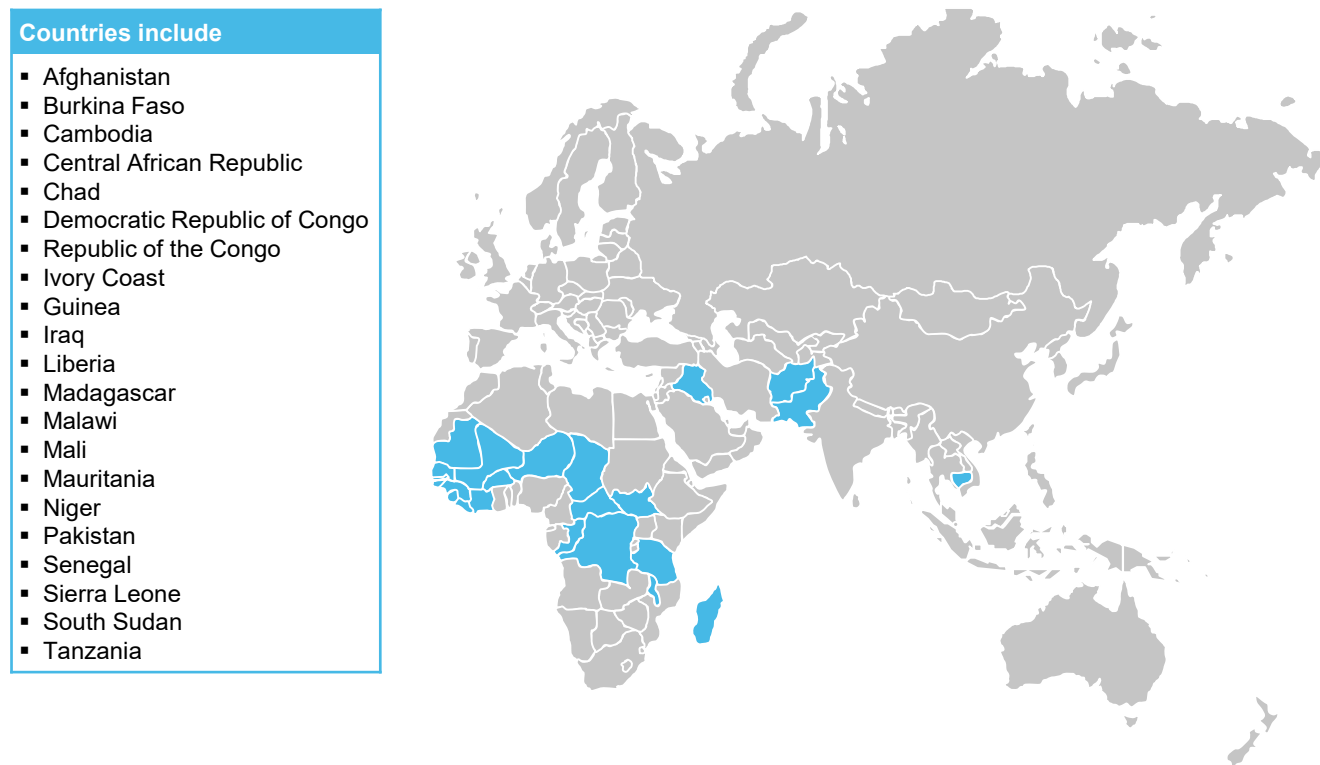 Countries include
▪ Afghanistan
▪ Burkina Faso
▪ Cambodia
▪ Central African Republic
▪ Chad
▪ Democratic Republic of Congo
▪ Republic of the Congo
▪ Ivory Coast
▪ Guinea
▪ Iraq
▪ Liberia
▪ Madagascar
▪ Malawi
▪ Mali
▪ Mauritania
▪ Niger
▪ Pakistan
▪ Senegal
▪ Sierra Leone
▪ South Sudan
▪ Tanzania